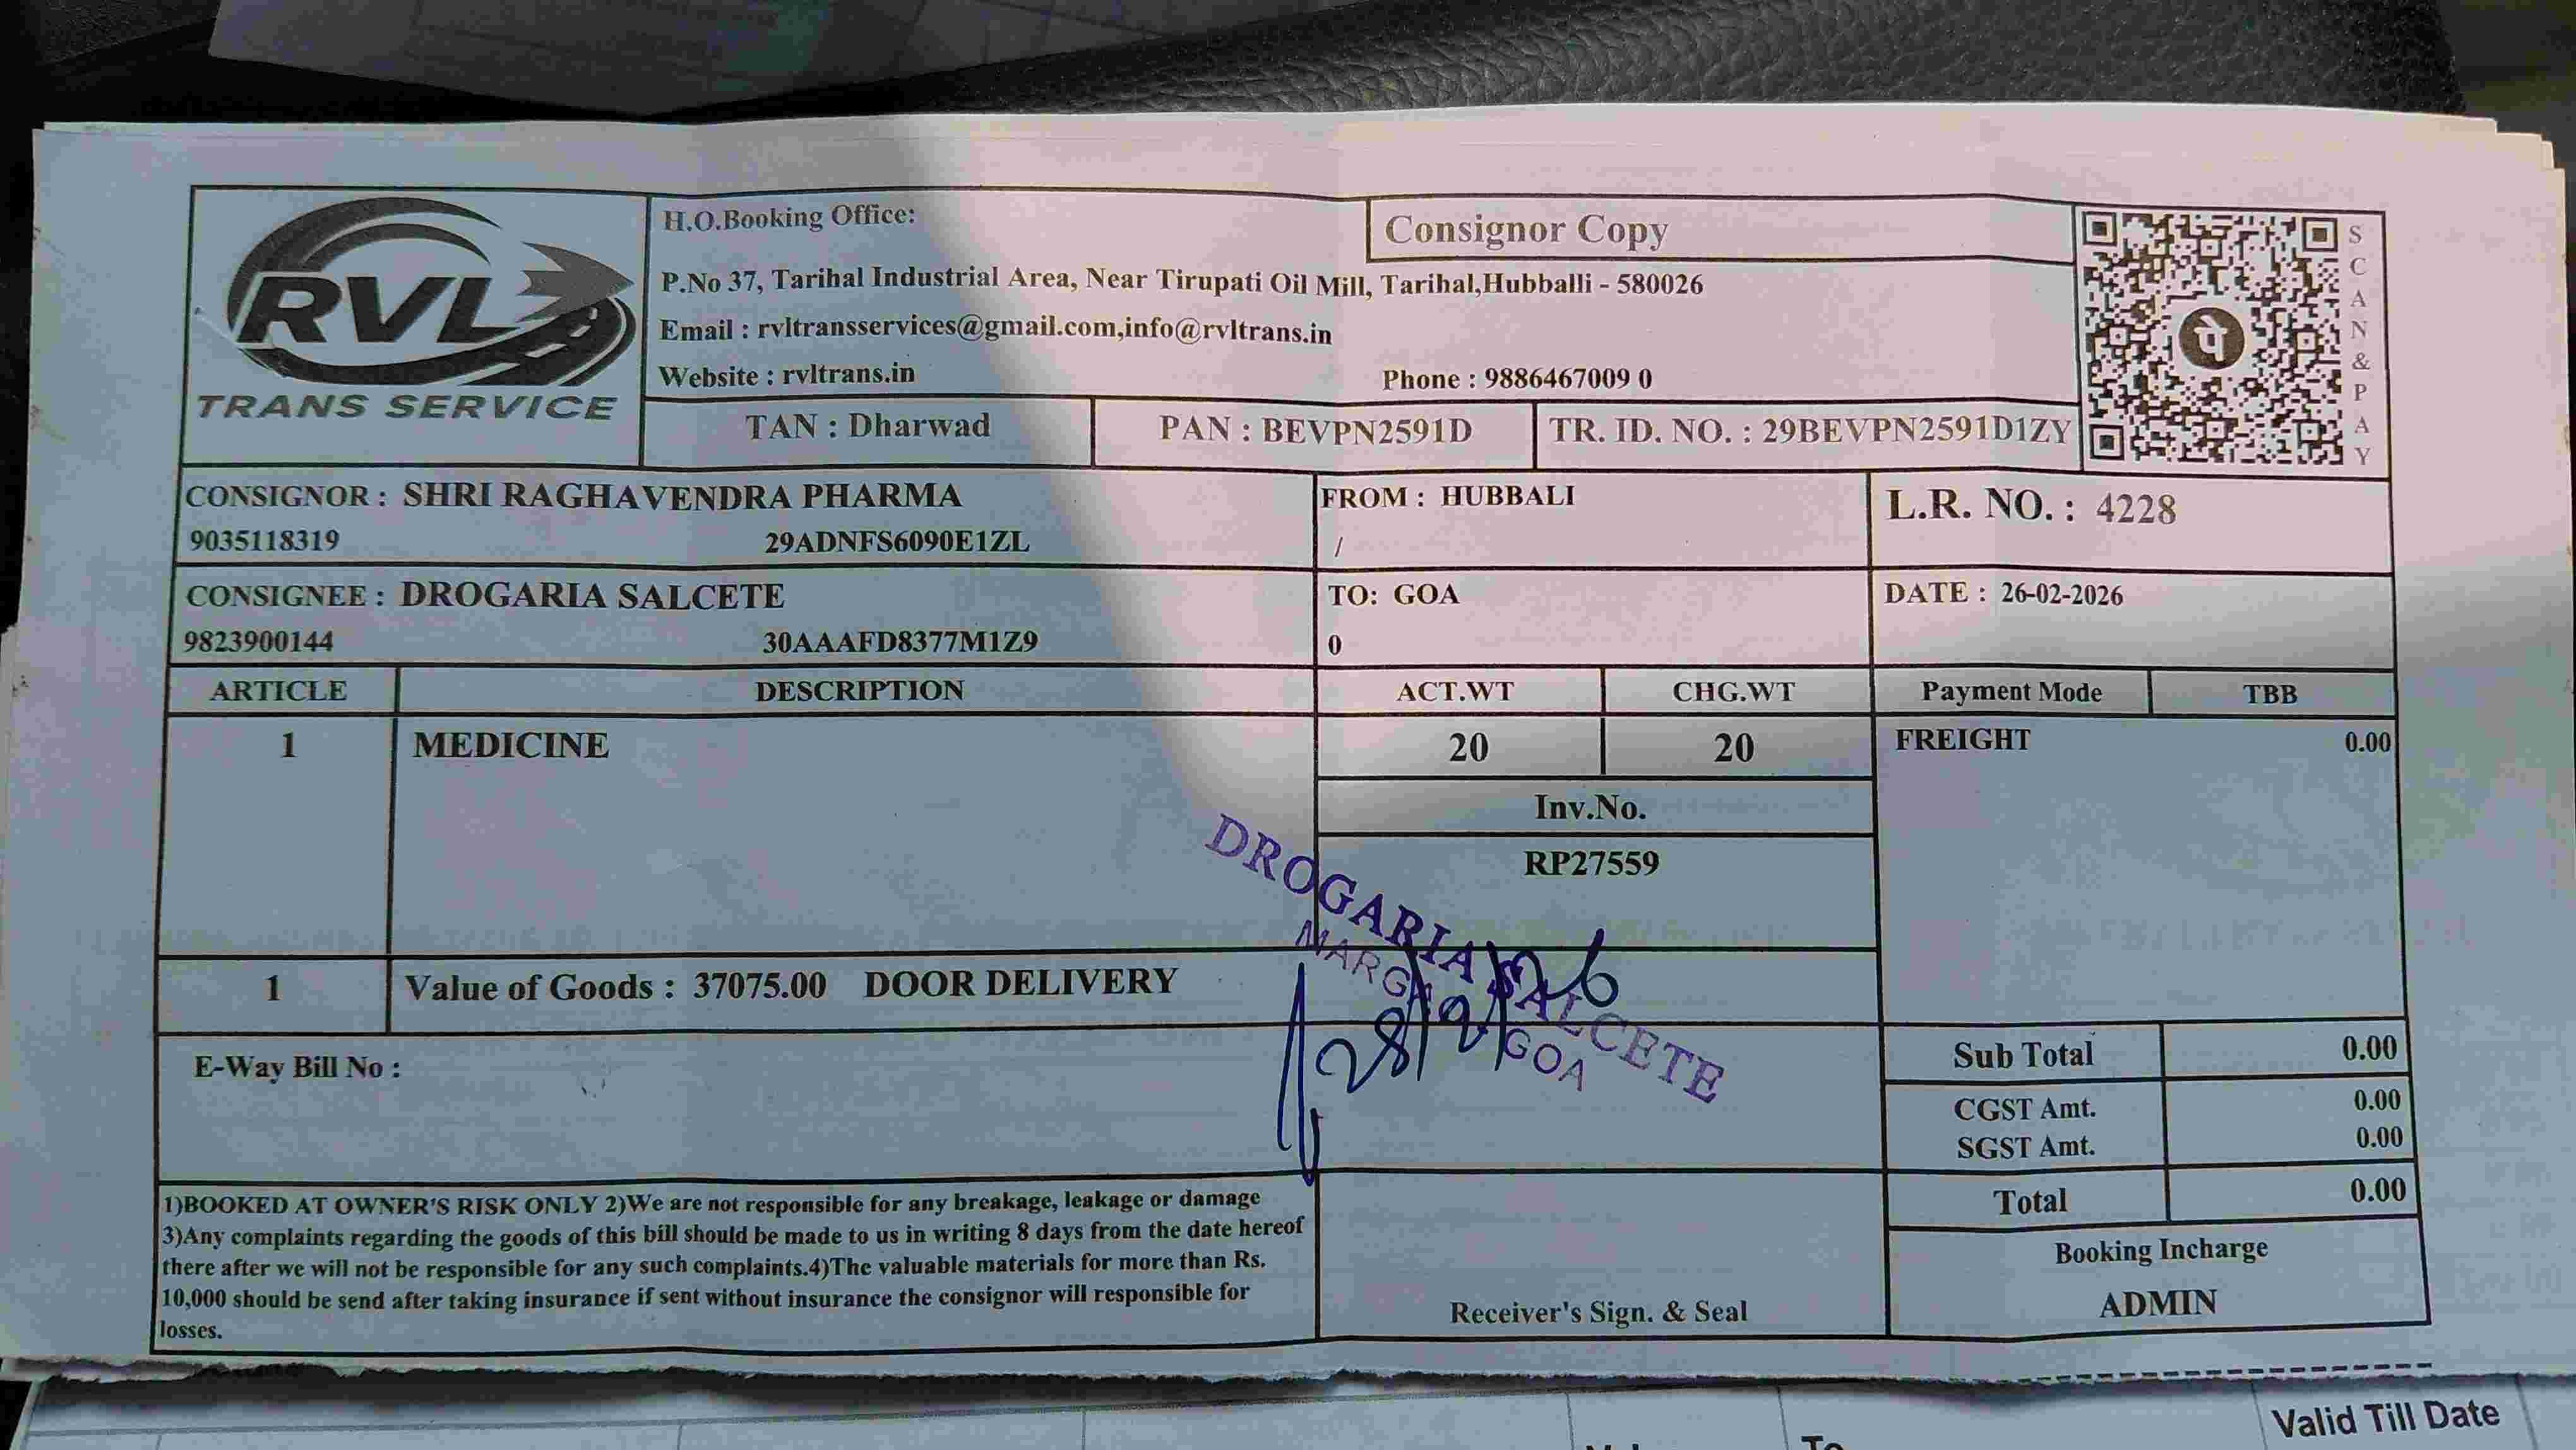 RVL
TRANS SERVICE
H.O.Booking Office:
Consignor Copy
P.No 37, Tarihal Industrial Area, Near Tirupati Oil Mill, Tarihal,Hubballi - 580026
Email : rvltransservices@gmail.com,info@rvltrans.in
Website : rvltrans.in Phone : 9886467009 0
TAN : Dharwad PAN : BEVPN2591D TR. ID. NO. : 29BEVPN2591D1ZY
पे
SCAN & PAY
CONSIGNOR : SHRI RAGHAVENDRA PHARMA
9035118319 29ADNFS6090E1ZL
FROM : HUBBALI
/
L.R. NO. : 4228
CONSIGNEE : DROGARIA SALCETE
9823900144 30AAAFD8377M1Z9
TO: GOA
0
DATE : 26-02-2026
ARTICLE DESCRIPTION ACT.WT CHG.WT Payment Mode TBB
1 MEDICINE 20 20 FREIGHT 0.00
Inv.No.
RP27559
1 Value of Goods : 37075.00 DOOR DELIVERY
DROGARIA SALCETE
GOA
28/2/26
E-Way Bill No :
Sub Total 0.00
CGST Amt. 0.00
SGST Amt. 0.00
Total 0.00
1)BOOKED AT OWNER'S RISK ONLY 2)We are not responsible for any breakage, leakage or damage
3)Any complaints regarding the goods of this bill should be made to us in writing 8 days from the date hereof
there after we will not be responsible for any such complaints.4)The valuable materials for more than Rs.
10,000 should be send after taking insurance if sent without insurance the consignor will responsible for
losses.
Receiver's Sign. & Seal
Booking Incharge
ADMIN
Valid Till Date
To